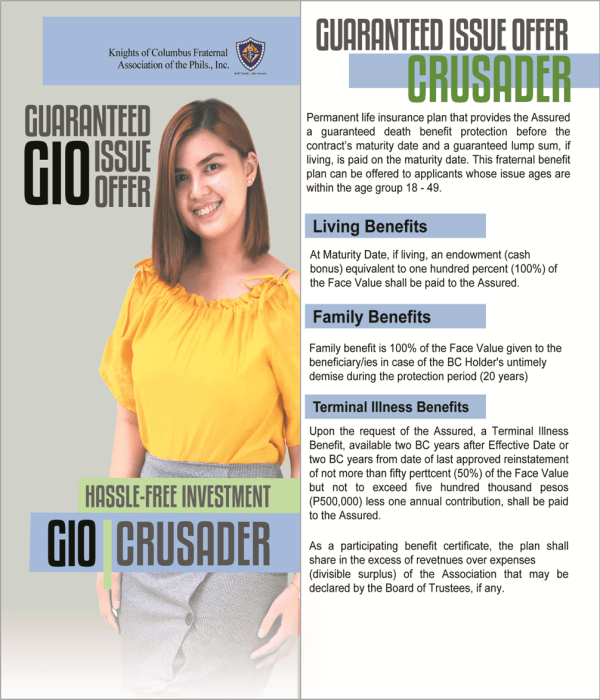 Knights of Columbus Fraternal
Association of the Phils., Inc.
GUARANTEED
GIO ISSUE
OFFER
HASSLE-FREE INVESTMENT
GIO CRUSADER
GUARANTEED ISSUE OFFER
CRUSADER
Permanent life insurance plan that provides the Assured
a guaranteed death benefit protection before the
contract's maturity date and a guaranteed lump sum, if
living, is paid on the maturity date. This fraternal benefit
plan can be offered to applicants whose issue ages are
within the age group 18 - 49.
Living Benefits
At Maturity Date, if living, an endowment (cash
bonus) equivalent to one hundred percent (100%) of
the Face Value shall be paid to the Assured.
Family Benefits
Family benefit is 100% of the Face Value given to the
beneficiary/ies in case of the BC Holder's untimely
demise during the protection period (20 years)
Terminal Illness Benefits
Upon the request of the Assured, a Terminal Illness
Benefit, available two BC years after Effective Date or
two BC years from date of last approved reinstatement
of not more than fifty perttcent (50%) of the Face Value
but not to exceed five hundred thousand pesos
(P500,000) less one annual contribution, shall be paid
to the Assured.
As a participating benefit certificate, the plan shall
share in the excess of revetnues over expenses
(divisible surplus) of the Association that may be
declared by the Board of Trustees, if any.